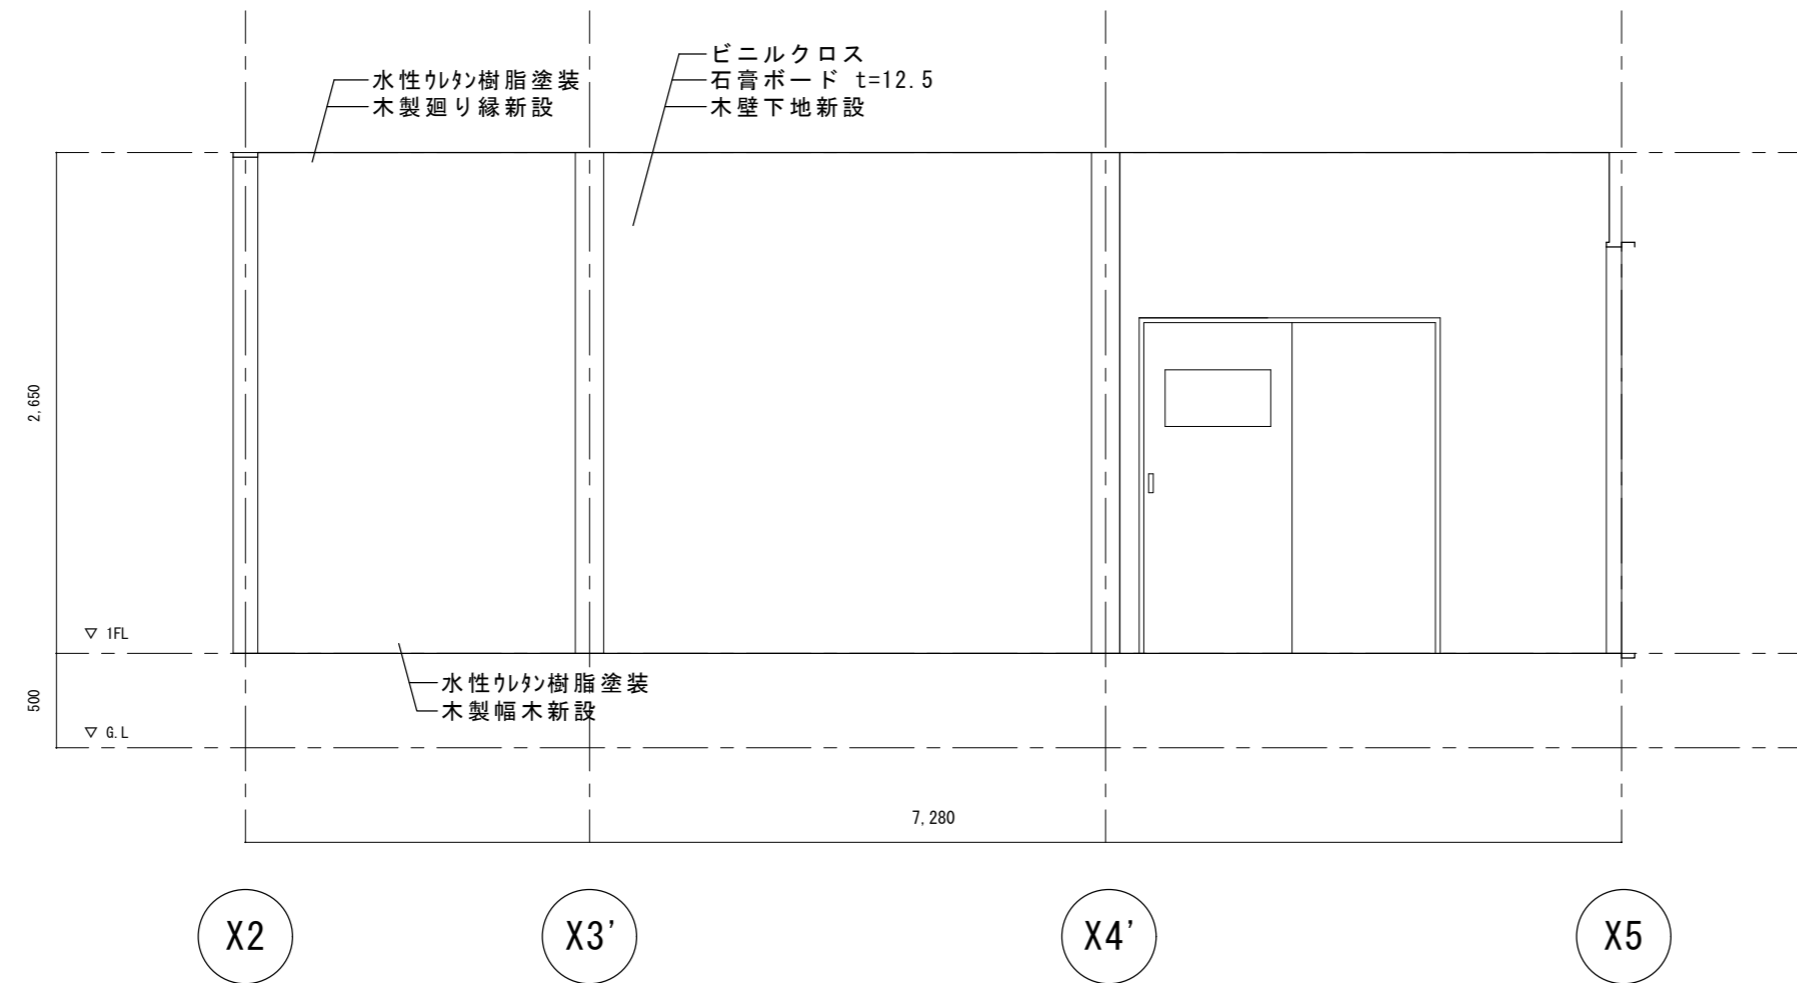 ビニルクロス
水性ｳﾚﾀﾝ樹脂塗装
石膏ボード t=12.5
木製廻り縁新設
木壁下地新設
2,650
▽ 1FL
水性ｳﾚﾀﾝ樹脂塗装
500
木製幅木新設
▽ G.L
7,280
X2
X3'
X4'
X5